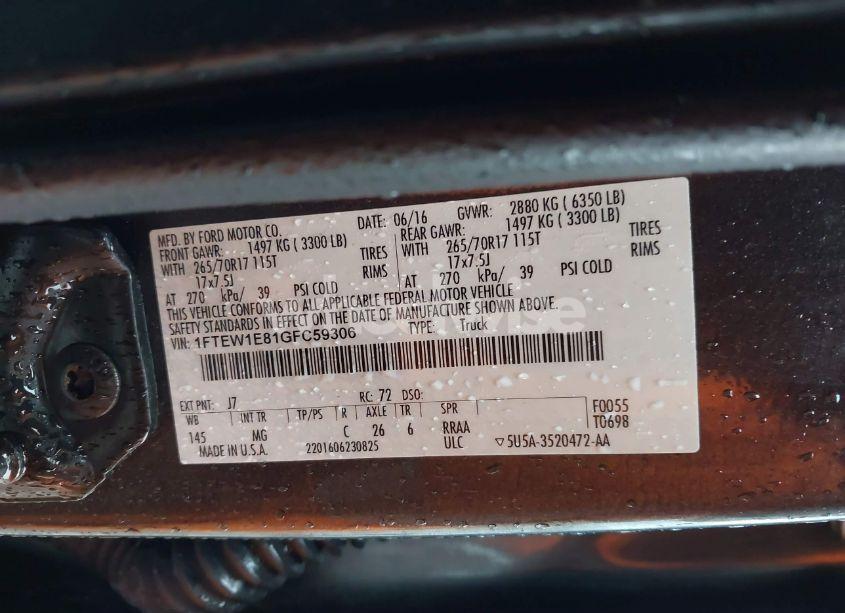 MFD. BY FORD MOTOR CO. DATE: 06/16 GVWR: 2880 KG ( 6350 LB)
FRONT GAWR: 1497 KG ( 3300 LB) REAR GAWR: 1497 KG ( 3300 LB)
WITH 265/70R17 115T TIRES WITH 265/70R17 115T TIRES
17x7.5J RIMS 17x7.5J RIMS
AT 270 kPa/ 39 PSI COLD AT 270 kPa/ 39 PSI COLD
THIS VEHICLE CONFORMS TO ALL APPLICABLE FEDERAL MOTOR VEHICLE
SAFETY STANDARDS IN EFFECT ON THE DATE OF MANUFACTURE SHOWN ABOVE.
VIN: 1FTEW1E81GFC59306 TYPE: Truck
EXT PNT: J7 RC: 72 DSO: F0055
WB INT TR TP/PS R AXLE TR SPR T0698
145 MG C 26 6 RRAA
MADE IN U.S.A. 2201606230825 ULC ▽5U5A-3520472-AA